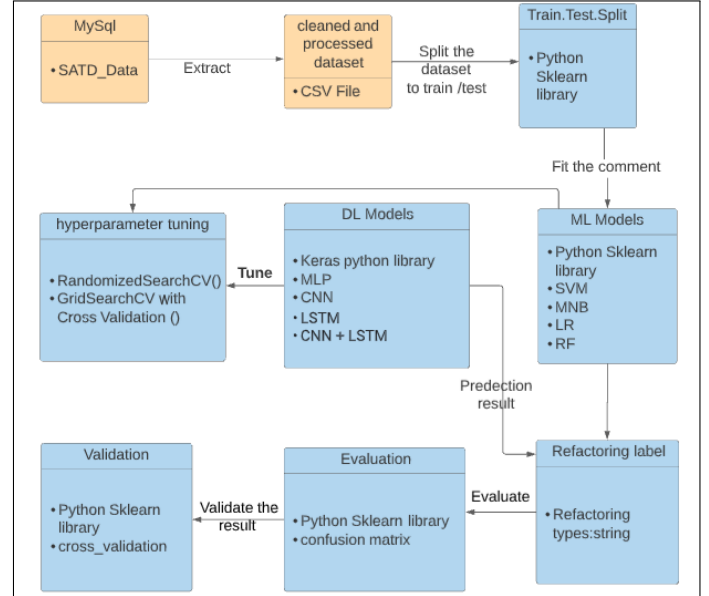 MySql
• SATD_Data
Extract
cleaned and
processed
dataset
• CSV File
Split the
dataset
to train /test
Train.Test.Split
• Python
Sklearn
library
Fit the comment
hyperparameter tuning
• RandomizedSearchCV()
• GridSearchCV with
Cross Validation ()
Tune
DL Models
• Keras python library
• MLP
• CNN
• LSTM
• CNN + LSTM
ML Models
• Python Sklearn
library
• SVM
• MNB
• LR
• RF
Predection
result
Validation
• Python Sklearn
library
• cross_validation
Validate the
result
Evaluation
• Python Sklearn library
• confusion matrix
Evaluate
Refactoring label
• Refactoring
types:string